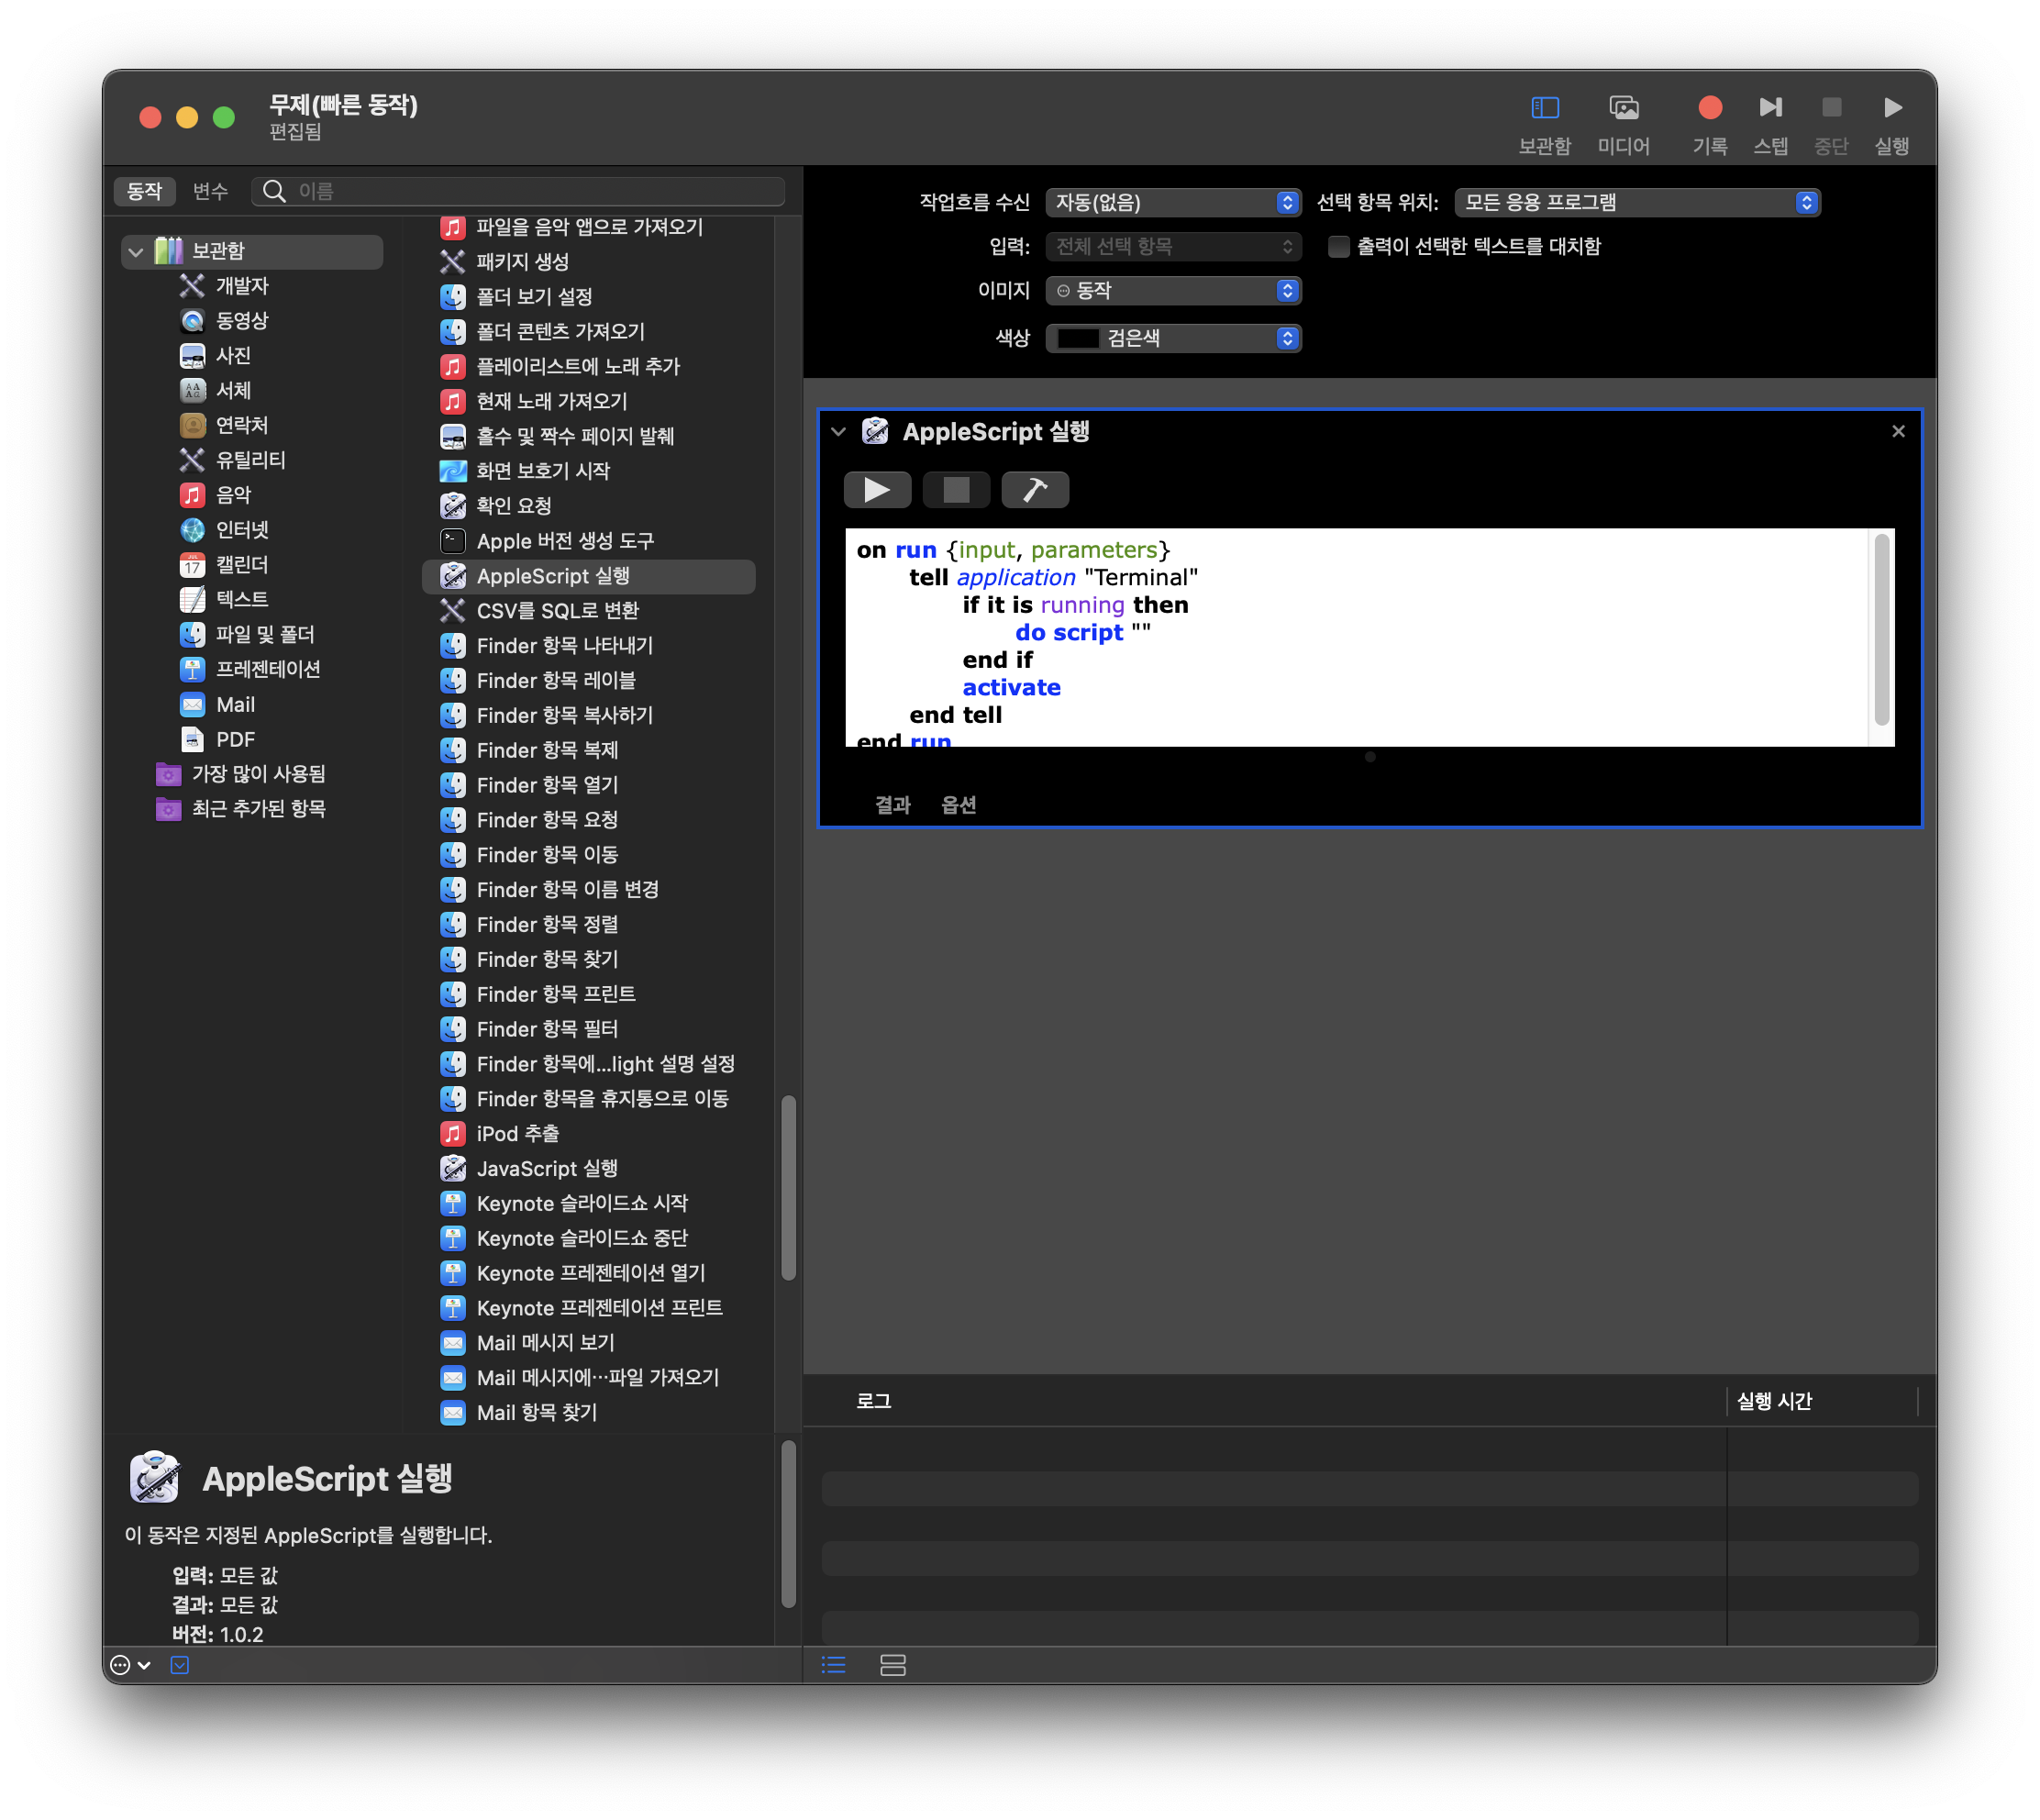 무제(빠른 동작)
편집됨
보관함
미디어
기록
스텝
중단
실행
동작
변수
이름
보관함
개발자
동영상
사진
서체
연락처
유틸리티
음악
인터넷
캘린더
텍스트
파일 및 폴더
프레젠테이션
Mail
PDF
가장 많이 사용됨
최근 추가된 항목
파일을 음악 앱으로 가져오기
패키지 생성
폴더 보기 설정
폴더 콘텐츠 가져오기
플레이리스트에 노래 추가
현재 노래 가져오기
홀수 및 짝수 페이지 발췌
화면 보호기 시작
확인 요청
Apple 버전 생성 도구
AppleScript 실행
CSV를 SQL로 변환
Finder 항목 나타내기
Finder 항목 레이블
Finder 항목 복사하기
Finder 항목 복제
Finder 항목 열기
Finder 항목 요청
Finder 항목 이동
Finder 항목 이름 변경
Finder 항목 정렬
Finder 항목 찾기
Finder 항목 프린트
Finder 항목 필터
Finder 항목에...light 설명 설정
Finder 항목을 휴지통으로 이동
iPod 추출
JavaScript 실행
Keynote 슬라이드쇼 시작
Keynote 슬라이드쇼 중단
Keynote 프레젠테이션 열기
Keynote 프레젠테이션 프린트
Mail 메시지 보기
Mail 메시지에…파일 가져오기
Mail 항목 찾기
AppleScript 실행
이 동작은 지정된 AppleScript를 실행합니다.
입력: 모든 값
결과: 모든 값
버전: 1.0.2
작업흐름 수신 자동(없음) 선택 항목 위치: 모든 응용 프로그램
입력: 전체 선택 항목 출력이 선택한 텍스트를 대치함
이미지 동작
색상 검은색
AppleScript 실행
on run {input, parameters}
tell application "Terminal"
if it is running then
do script ""
end if
activate
end tell
end run
결과 옵션
로그 실행 시간